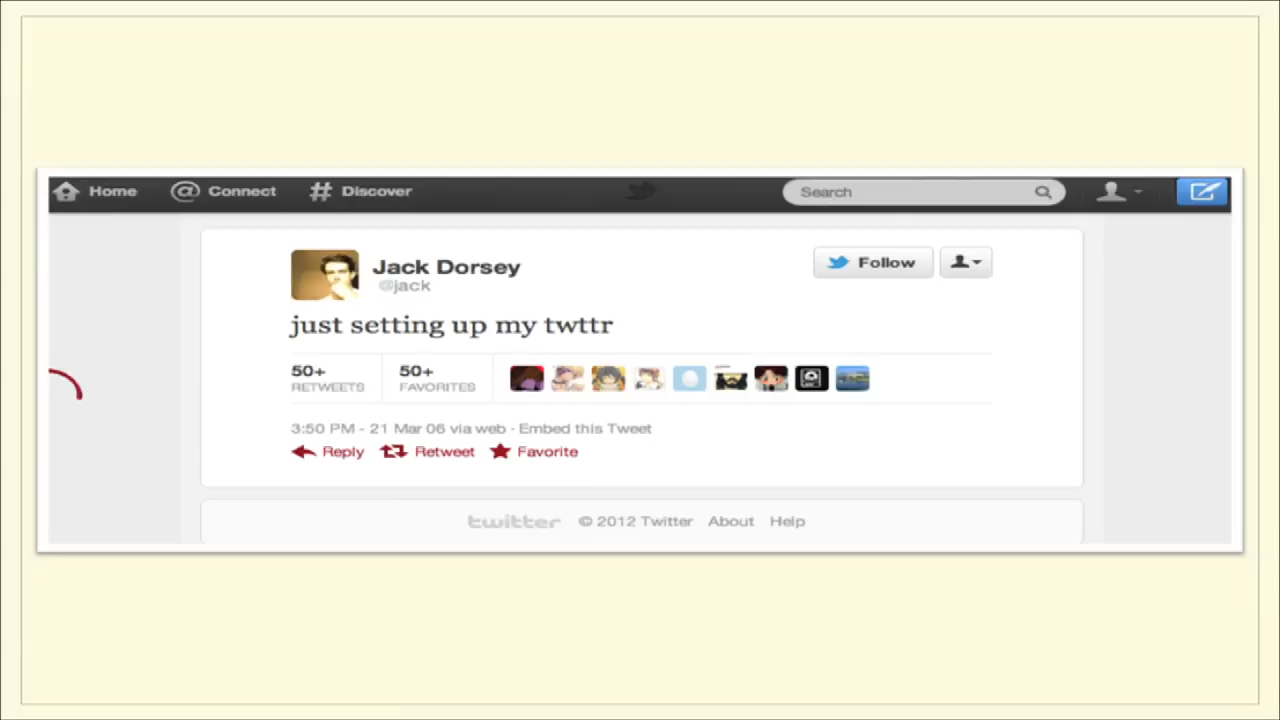 Home Connect Discover Search
Jack Dorsey Follow
@jack
just setting up my twttr
50+ 50+
RETWEETS FAVORITES
3:50 PM - 21 Mar 06 via web · Embed this Tweet
Reply Retweet Favorite
twitter © 2012 Twitter About Help